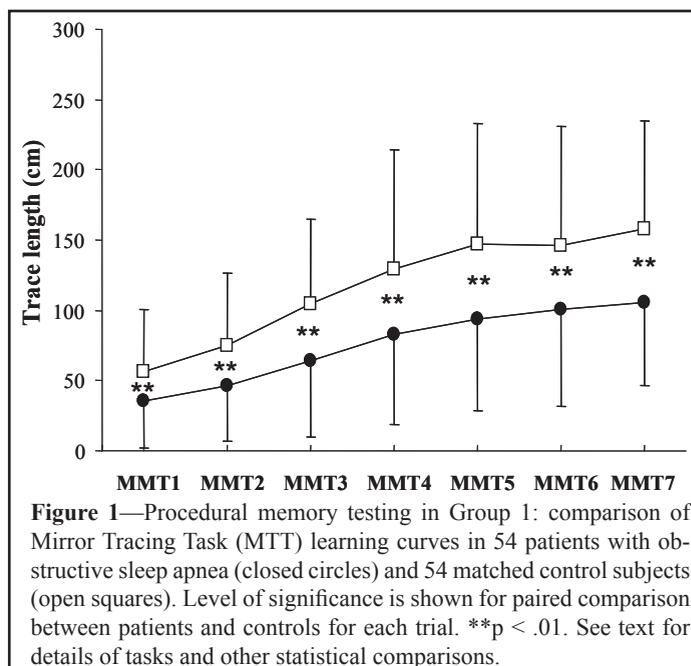 300
250
200
150
100
50
0
Trace length (cm)
**
**
**
**
**
**
**
MMT1 MMT2 MMT3 MMT4 MMT5 MMT6 MMT7
Figure 1—Procedural memory testing in Group 1: comparison of
Mirror Tracing Task (MTT) learning curves in 54 patients with ob-
structive sleep apnea (closed circles) and 54 matched control subjects
(open squares). Level of significance is shown for paired comparison
between patients and controls for each trial. **p < .01. See text for
details of tasks and other statistical comparisons.